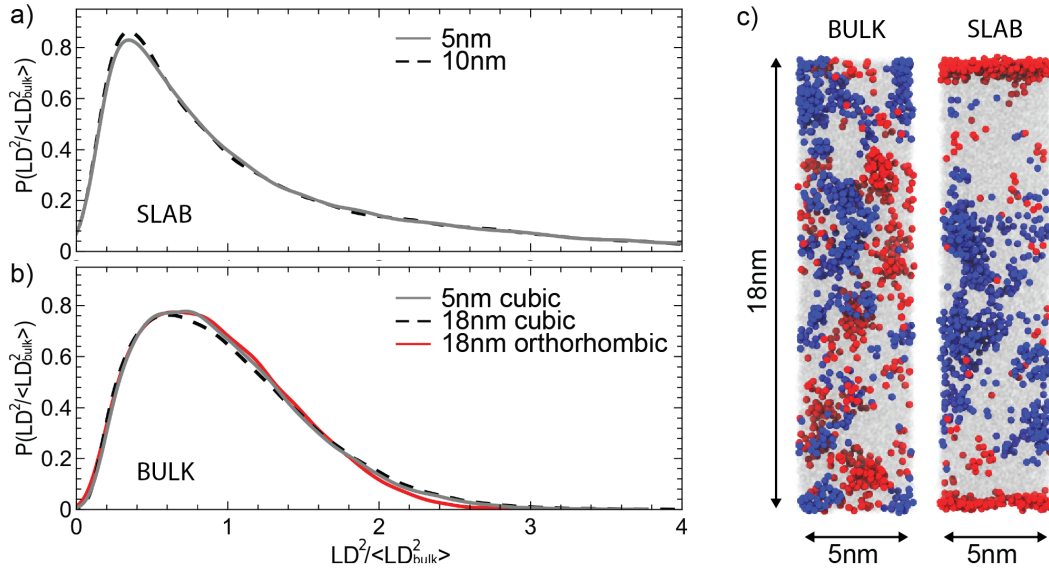 a)
P(LD²/<LD²bulk>)
0.8
0.6
0.4
0.2
0
5nm
10nm
SLAB
b)
P(LD²/<LD²bulk>)
0.8
0.6
0.4
0.2
0
5nm cubic
18nm cubic
18nm orthorhombic
BULK
0 1 2 3 4
LD²/<LD²bulk>
c)
BULK SLAB
18nm
5nm 5nm